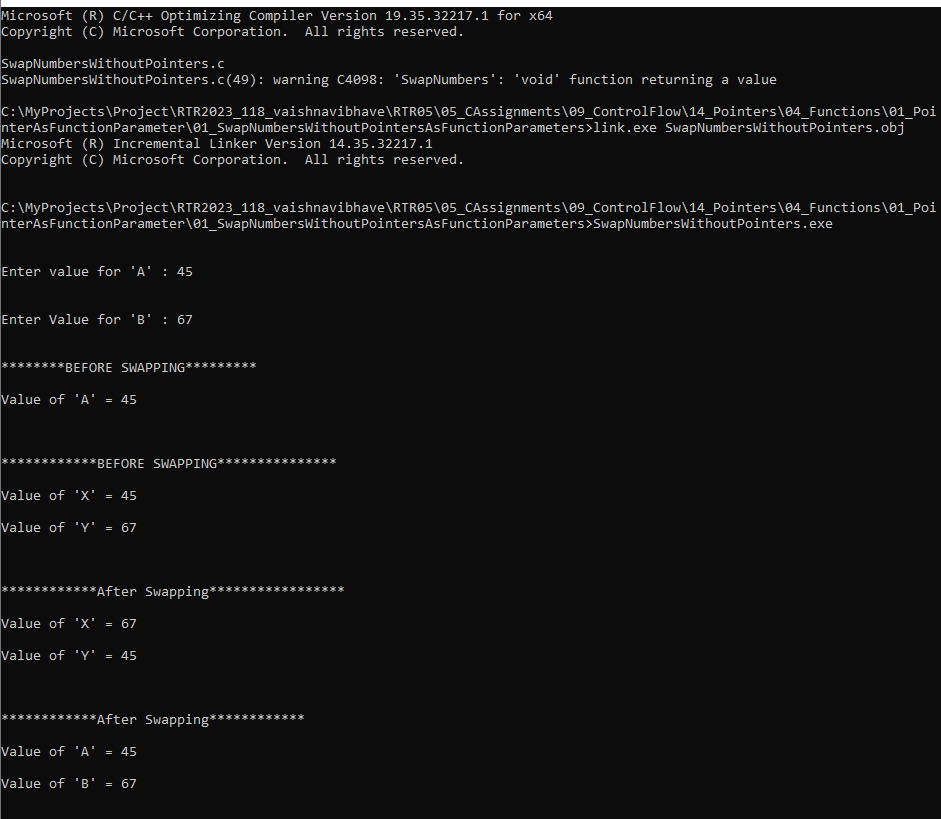 Microsoft (R) C/C++ Optimizing Compiler Version 19.35.32217.1 for x64
Copyright (C) Microsoft Corporation.  All rights reserved.
SwapNumbersWithoutPointers.c
SwapNumbersWithoutPointers.c(49): warning C4098: 'SwapNumbers': 'void' function returning a value
C:\MyProjects\Project\RTR2023_118_vaishnavibhave\RTR05\05_CAssignments\09_ControlFlow\14_Pointers\04_Functions\01_Poi
nterAsFunctionParameter\01_SwapNumbersWithoutPointersAsFunctionParameters>link.exe SwapNumbersWithoutPointers.obj
Microsoft (R) Incremental Linker Version 14.35.32217.1
Copyright (C) Microsoft Corporation.  All rights reserved.
C:\MyProjects\Project\RTR2023_118_vaishnavibhave\RTR05\05_CAssignments\09_ControlFlow\14_Pointers\04_Functions\01_Poi
nterAsFunctionParameter\01_SwapNumbersWithoutPointersAsFunctionParameters>SwapNumbersWithoutPointers.exe
Enter value for 'A' : 45
Enter Value for 'B' : 67
********BEFORE SWAPPING*********
Value of 'A' = 45
************BEFORE SWAPPING***************
Value of 'X' = 45
Value of 'Y' = 67
************After Swapping*****************
Value of 'X' = 67
Value of 'Y' = 45
************After Swapping************
Value of 'A' = 45
Value of 'B' = 67